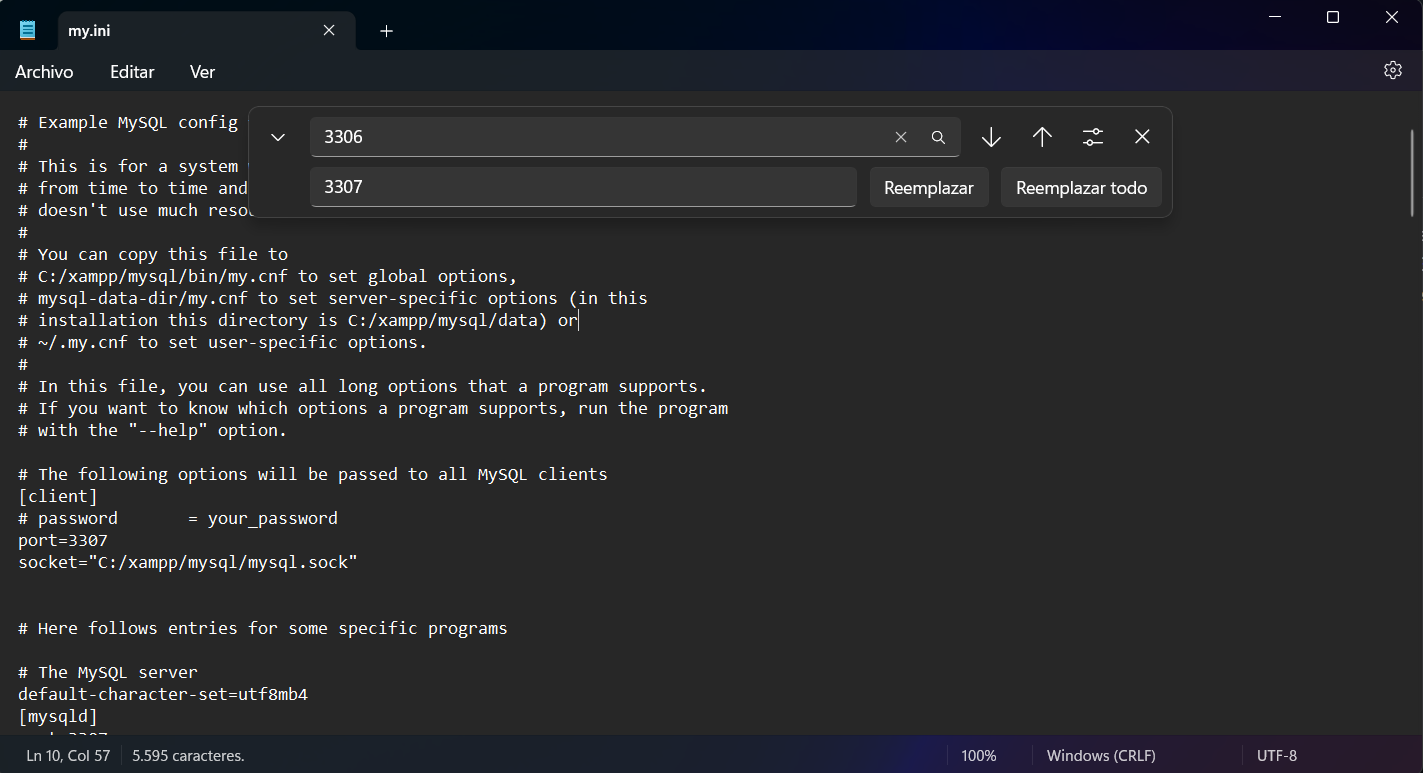 my.ini
Archivo Editar Ver
3306
3307
Reemplazar Reemplazar todo
# Example MySQL config
#
# This is for a system
# from time to time and
# doesn't use much
#
# You can copy this file to
# C:/xampp/mysql/bin/my.cnf to set global options,
# mysql-data-dir/my.cnf to set server-specific options (in this
# installation this directory is C:/xampp/mysql/data) or
# ~/.my.cnf to set user-specific options.
#
# In this file, you can use all long options that a program supports.
# If you want to know which options a program supports, run the program
# with the "--help" option.
# The following options will be passed to all MySQL clients
[client]
# password       = your_password
port=3307
socket="C:/xampp/mysql/mysql.sock"
# Here follows entries for some specific programs
# The MySQL server
default-character-set=utf8mb4
[mysqld]
Ln 10, Col 57 5.595 caracteres. 100% Windows (CRLF) UTF-8